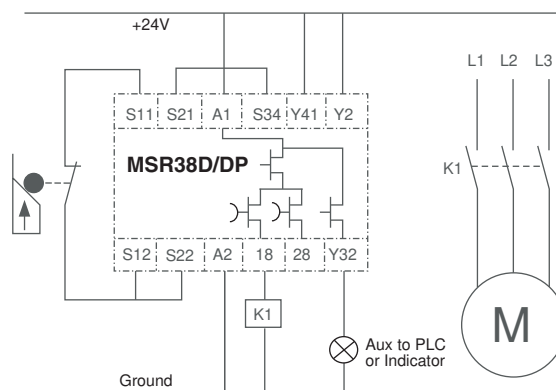 +24V
L1 L2 L3
S11 S21 A1 S34 Y41 Y2
MSR38D/DP
K1
S12 S22 A2 18 28 Y32
K1
M
Aux to PLC
or Indicator
Ground